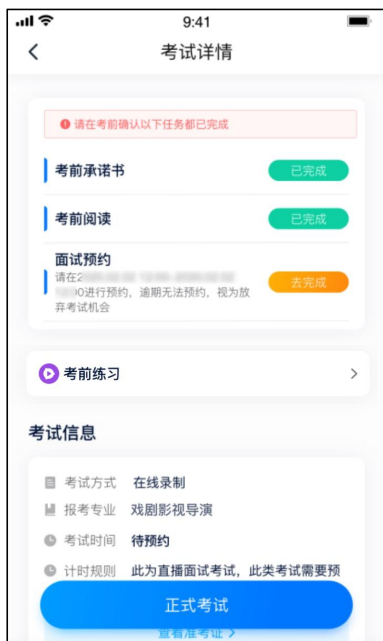 9:41
考试详情
请在考前确认以下任务都已完成
考前承诺书
已完成
考前阅读
已完成
面试预约
请在2
0进行预约，逾期无法预约，视为放
弃考试机会
去完成
考前练习
考试信息
考试方式 在线录制
报考专业 戏剧影视导演
考试时间 待预约
计时规则 此为直播面试考试，此类考试需要预
正式考试
查看准考证 >